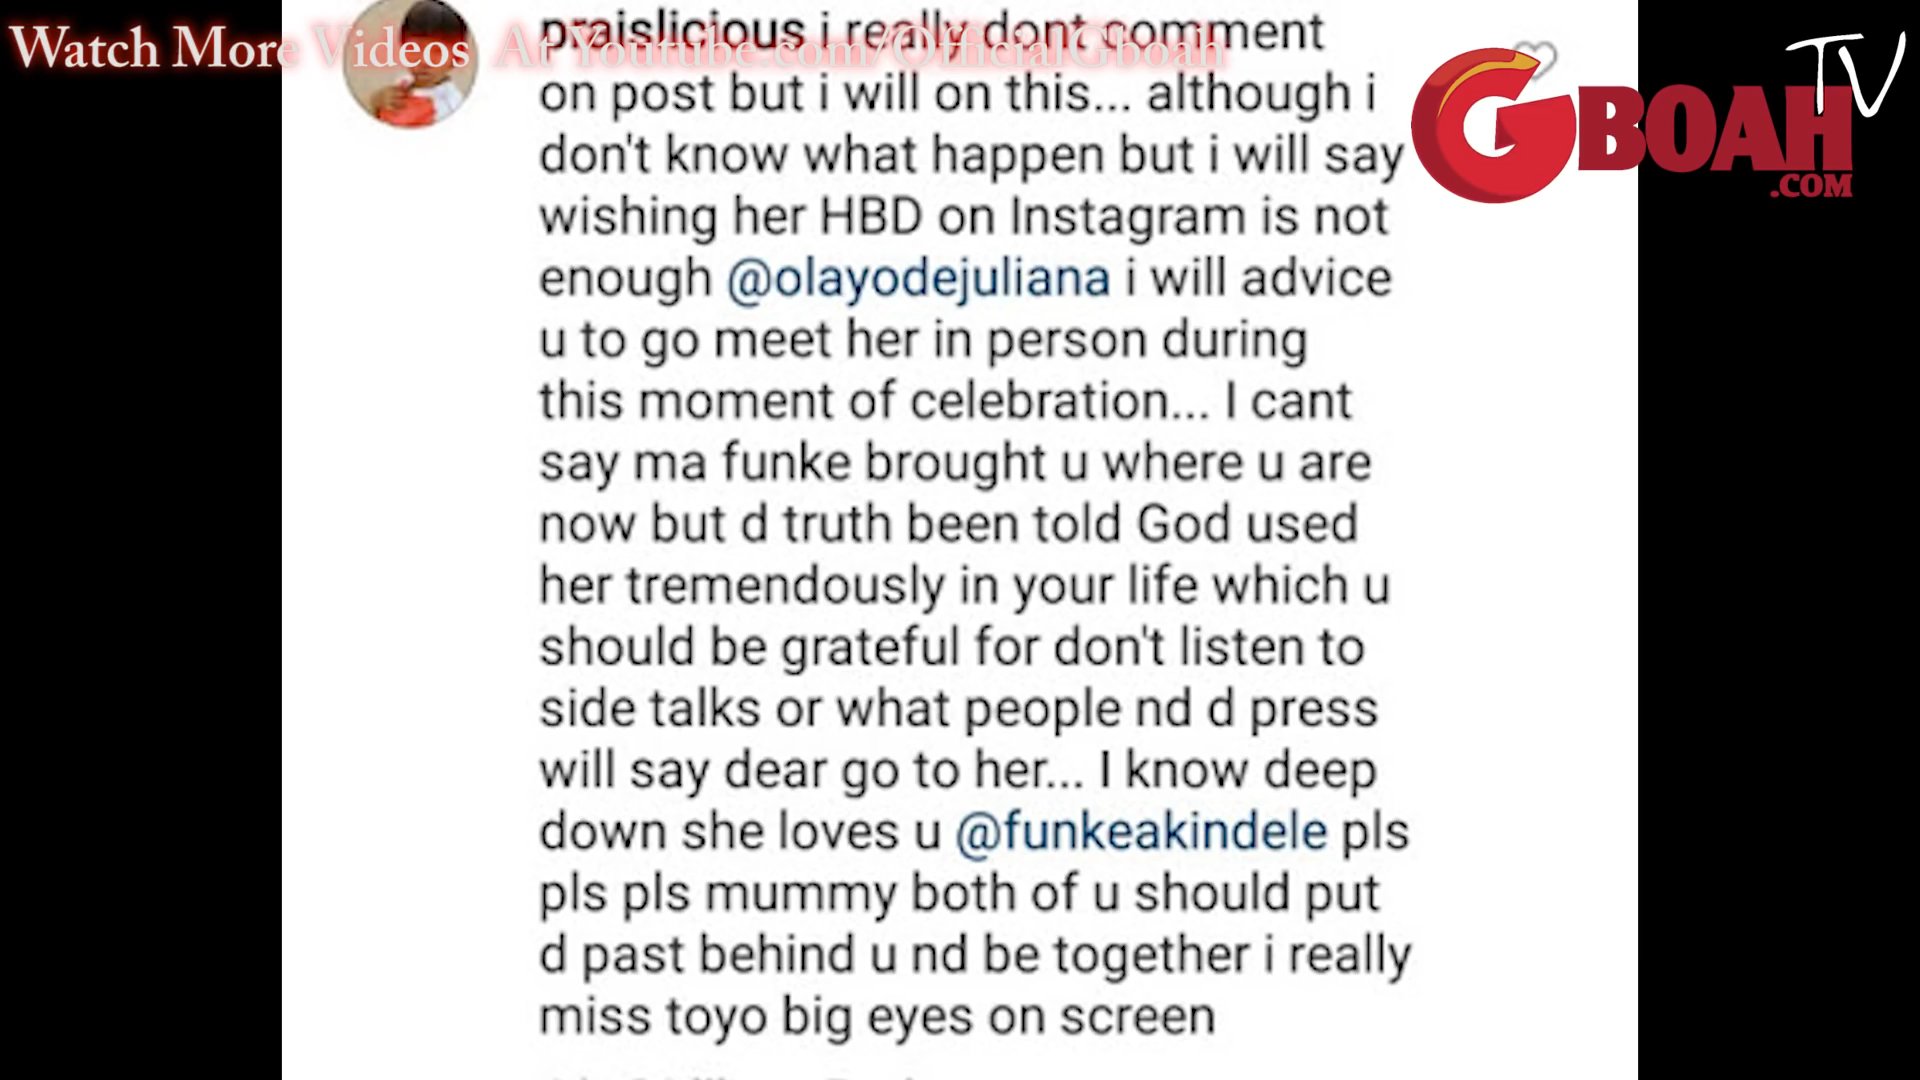 Watch More Videos At Youtube.com/OfficialGboah
praislicious i really dont comment
on post but i will on this... although i
don't know what happen but i will say
wishing her HBD on Instagram is not
enough @olayodejuliana i will advice
u to go meet her in person during
this moment of celebration... I cant
say ma funke brought u where u are
now but d truth been told God used
her tremendously in your life which u
should be grateful for don't listen to
side talks or what people nd d press
will say dear go to her... I know deep
down she loves u @funkeakindele pls
pls pls mummy both of u should put
d past behind u nd be together i really
miss toyo big eyes on screen
GBOAH TV
.COM